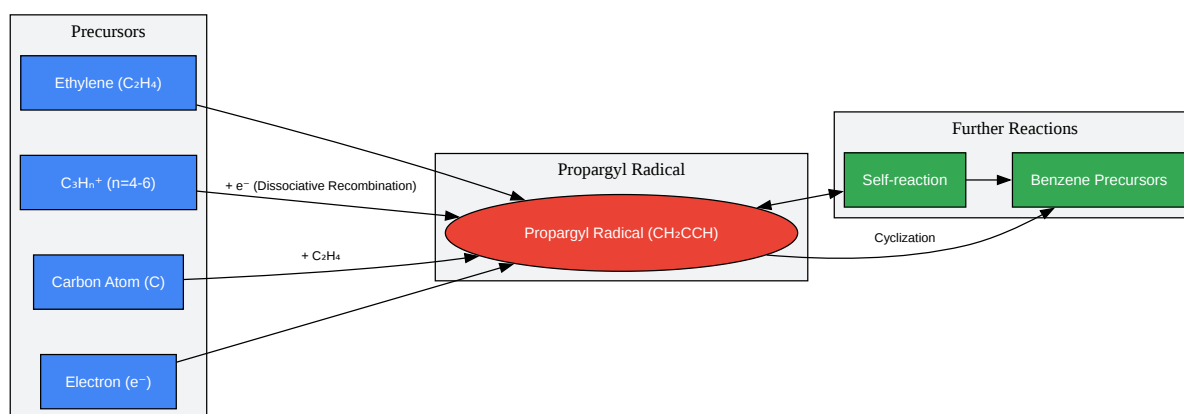 Precursors
Ethylene (C₂H₄)
C₃Hₙ⁺ (n=4-6)
+ e⁻ (Dissociative Recombination)
Carbon Atom (C)
+ C₂H₄
Electron (e⁻)
Propargyl Radical
Propargyl Radical (CH₂CCH)
Further Reactions
Self-reaction
Benzene Precursors
Cyclization